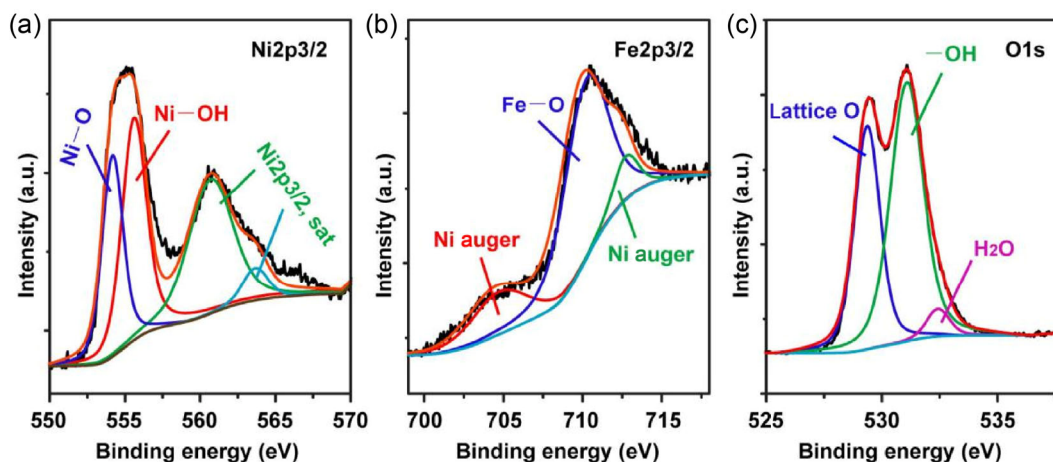 (a)
Ni2p3/2
Ni—O
Ni—OH
Ni2p3/2, sat
Intensity (a.u.)
550 555 560 565 570
Binding energy (eV)
(b)
Fe2p3/2
Fe—O
Ni auger
Ni auger
Intensity (a.u.)
700 705 710 715
Binding energy (eV)
(c)
O1s
—OH
Lattice O
H2O
Intensity (a.u.)
525 530 535
Binding energy (eV)